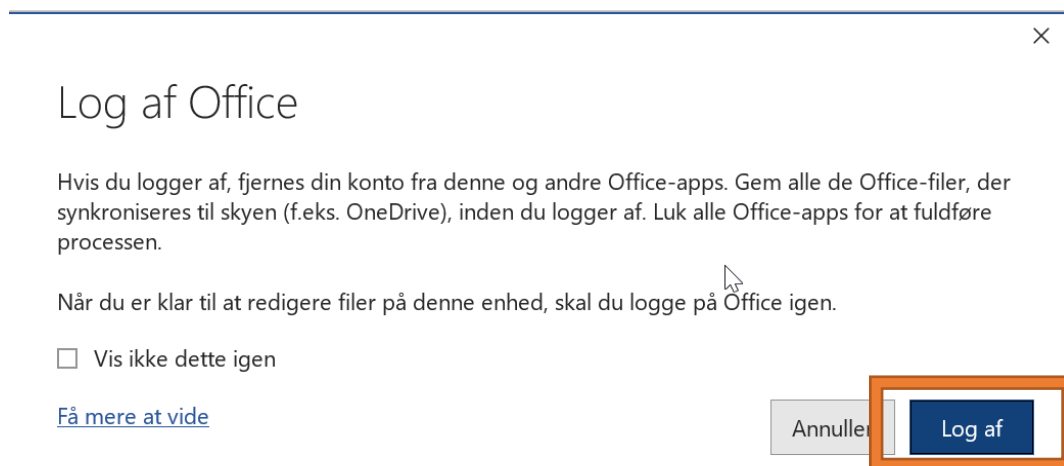 Log af Office
Hvis du logger af, fjernes din konto fra denne og andre Office-apps. Gem alle de Office-filer, der
synkroniseres til skyen (f.eks. OneDrive), inden du logger af. Luk alle Office-apps for at fuldføre
processen.
Når du er klar til at redigere filer på denne enhed, skal du logge på Office igen.
Vis ikke dette igen
Få mere at vide
Annuller
Log af